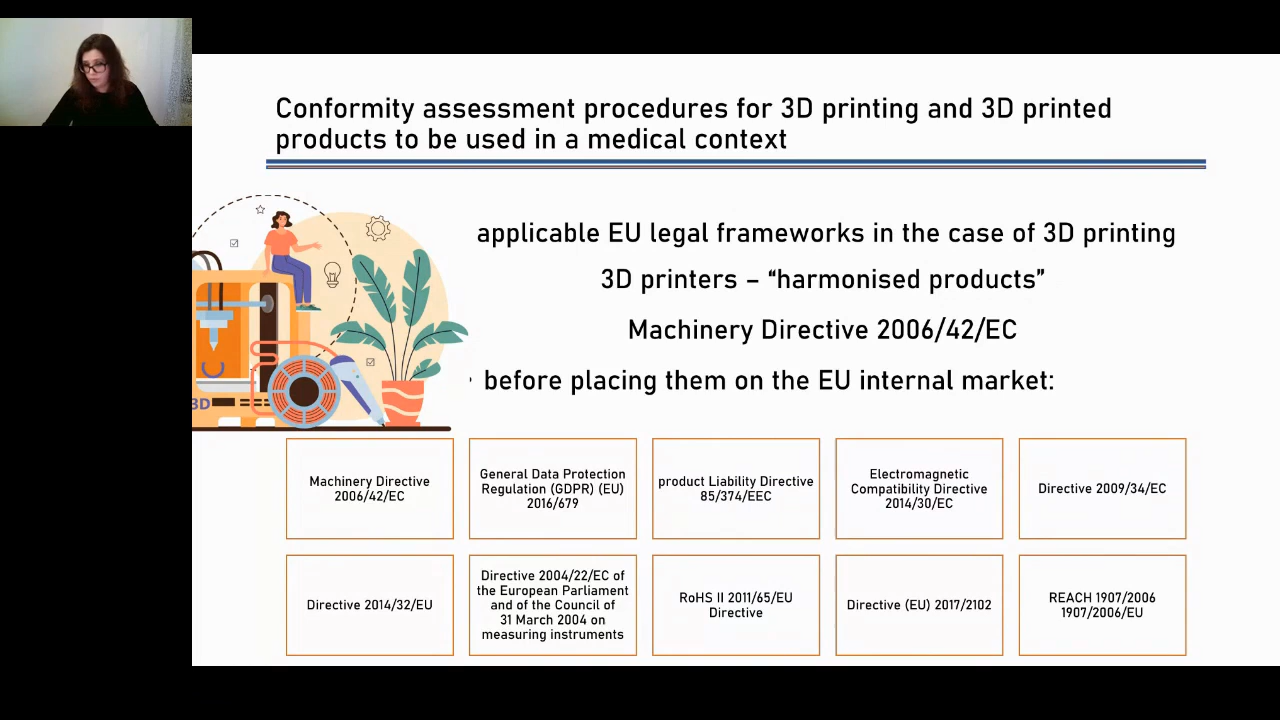 Conformity assessment procedures for 3D printing and 3D printed
products to be used in a medical context
applicable EU legal frameworks in the case of 3D printing
3D printers – “harmonised products”
Machinery Directive 2006/42/EC
before placing them on the EU internal market:
3D
Machinery Directive
2006/42/EC
General Data Protection
Regulation (GDPR) (EU)
2016/679
product Liability Directive
85/374/EEC
Electromagnetic
Compatibility Directive
2014/30/EC
Directive 2009/34/EC
Directive 2014/32/EU
Directive 2004/22/EC of
the European Parliament
and of the Council of
31 March 2004 on
measuring instruments
RoHS II 2011/65/EU
Directive
Directive (EU) 2017/2102
REACH 1907/2006
1907/2006/EU